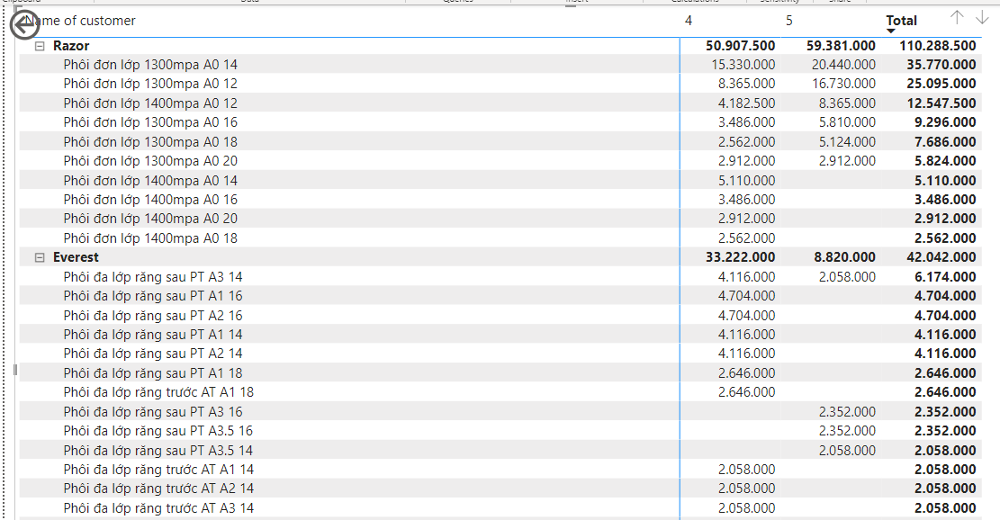 Data Queries Insert Calculations Sensitivity Share
Name of customer 4 5 Total
Razor 50.907.500 59.381.000 110.288.500
Phôi đơn lớp 1300mpa A0 14 15.330.000 20.440.000 35.770.000
Phôi đơn lớp 1300mpa A0 12 8.365.000 16.730.000 25.095.000
Phôi đơn lớp 1400mpa A0 12 4.182.500 8.365.000 12.547.500
Phôi đơn lớp 1300mpa A0 16 3.486.000 5.810.000 9.296.000
Phôi đơn lớp 1300mpa A0 18 2.562.000 5.124.000 7.686.000
Phôi đơn lớp 1300mpa A0 20 2.912.000 2.912.000 5.824.000
Phôi đơn lớp 1400mpa A0 14 5.110.000 5.110.000
Phôi đơn lớp 1400mpa A0 16 3.486.000 3.486.000
Phôi đơn lớp 1400mpa A0 20 2.912.000 2.912.000
Phôi đơn lớp 1400mpa A0 18 2.562.000 2.562.000
Everest 33.222.000 8.820.000 42.042.000
Phôi đa lớp răng sau PT A3 14 4.116.000 2.058.000 6.174.000
Phôi đa lớp răng sau PT A1 16 4.704.000 4.704.000
Phôi đa lớp răng sau PT A2 16 4.704.000 4.704.000
Phôi đa lớp răng sau PT A1 14 4.116.000 4.116.000
Phôi đa lớp răng sau PT A2 14 4.116.000 4.116.000
Phôi đa lớp răng sau PT A1 18 2.646.000 2.646.000
Phôi đa lớp răng trước AT A1 18 2.646.000 2.646.000
Phôi đa lớp răng sau PT A3 16 2.352.000 2.352.000
Phôi đa lớp răng sau PT A3.5 16 2.352.000 2.352.000
Phôi đa lớp răng sau PT A3.5 14 2.058.000 2.058.000
Phôi đa lớp răng trước AT A1 14 2.058.000 2.058.000
Phôi đa lớp răng trước AT A2 14 2.058.000 2.058.000
Phôi đa lớp răng trước AT A3 14 2.058.000 2.058.000